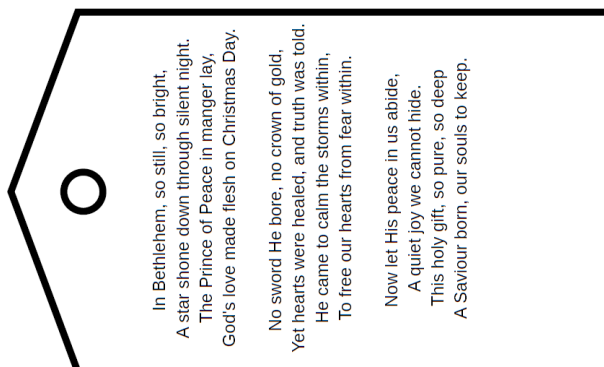 In Bethlehem, so still, so bright,
A star shone down through silent night.
The Prince of Peace in manger lay,
God's love made flesh on Christmas Day.
No sword He bore, no crown of gold,
Yet hearts were healed, and truth was told.
He came to calm the storms within,
To free our hearts from fear within.
Now let His peace in us abide,
A quiet joy we cannot hide.
This holy gift, so pure, so deep
A Saviour born, our souls to keep.